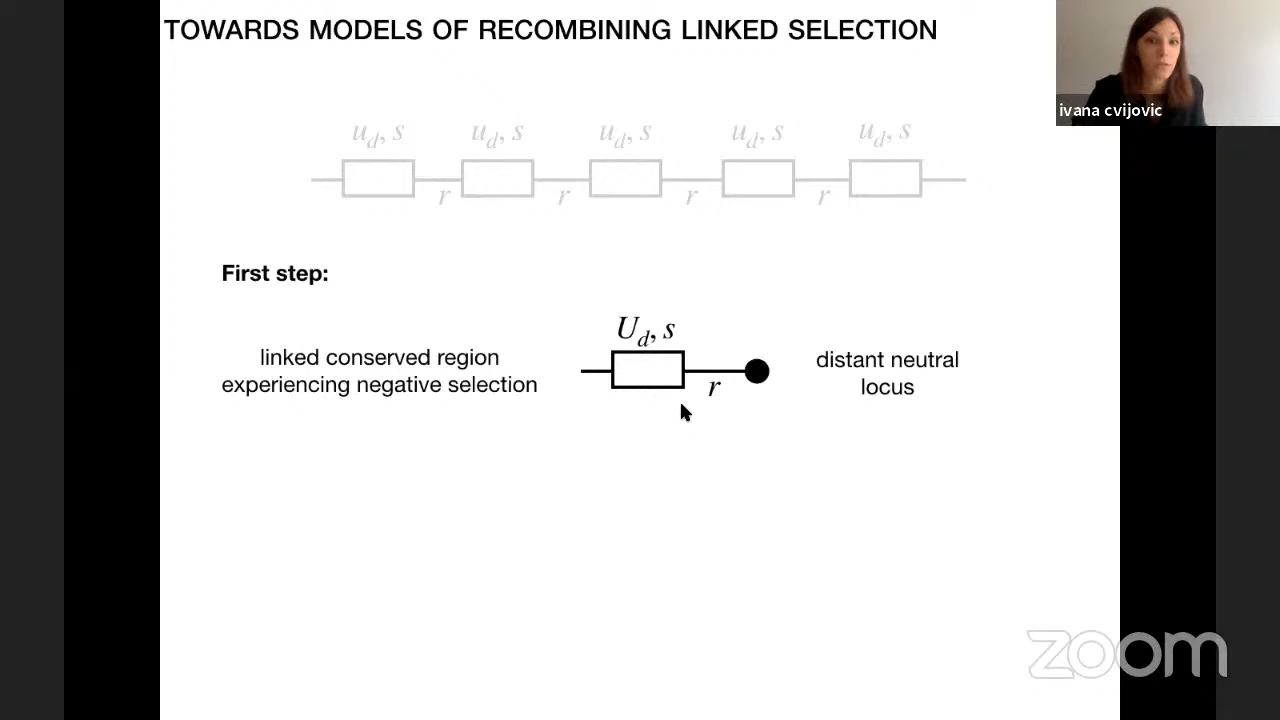 TOWARDS MODELS OF RECOMBINING LINKED SELECTION
ivana cvijovic
u_d, s u_d, s u_d, s u_d, s u_d, s
r r r r
First step:
U_d, s
linked conserved region
experiencing negative selection
r
distant neutral
locus
zoom